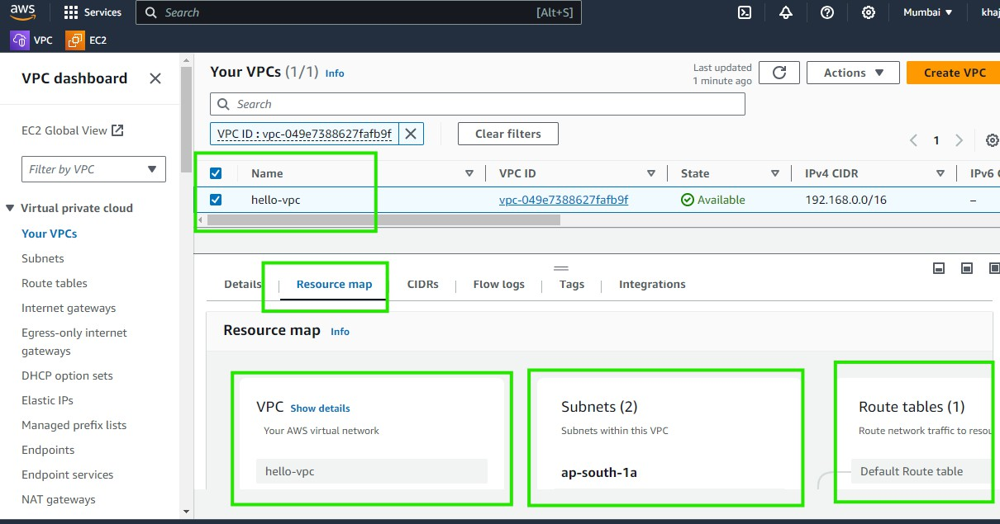 aws
Services
Search
[Alt+S]
Mumbai
khaj
VPC
EC2
VPC dashboard
EC2 Global View
Filter by VPC
Virtual private cloud
Your VPCs
Subnets
Route tables
Internet gateways
Egress-only internet
gateways
DHCP option sets
Elastic IPs
Managed prefix lists
Endpoints
Endpoint services
NAT gateways
Your VPCs (1/1) Info
Last updated
1 minute ago
Actions
Create VPC
Search
VPC ID : vpc-049e7388627fafb9f
Clear filters
1
Name VPC ID State IPv4 CIDR IPv6 C
hello-vpc vpc-049e7388627fafb9f Available 192.168.0.0/16 –
Details Resource map CIDRs Flow logs Tags Integrations
Resource map Info
VPC Show details
Your AWS virtual network
hello-vpc
Subnets (2)
Subnets within this VPC
ap-south-1a
Route tables (1)
Route network traffic to resou
Default Route table